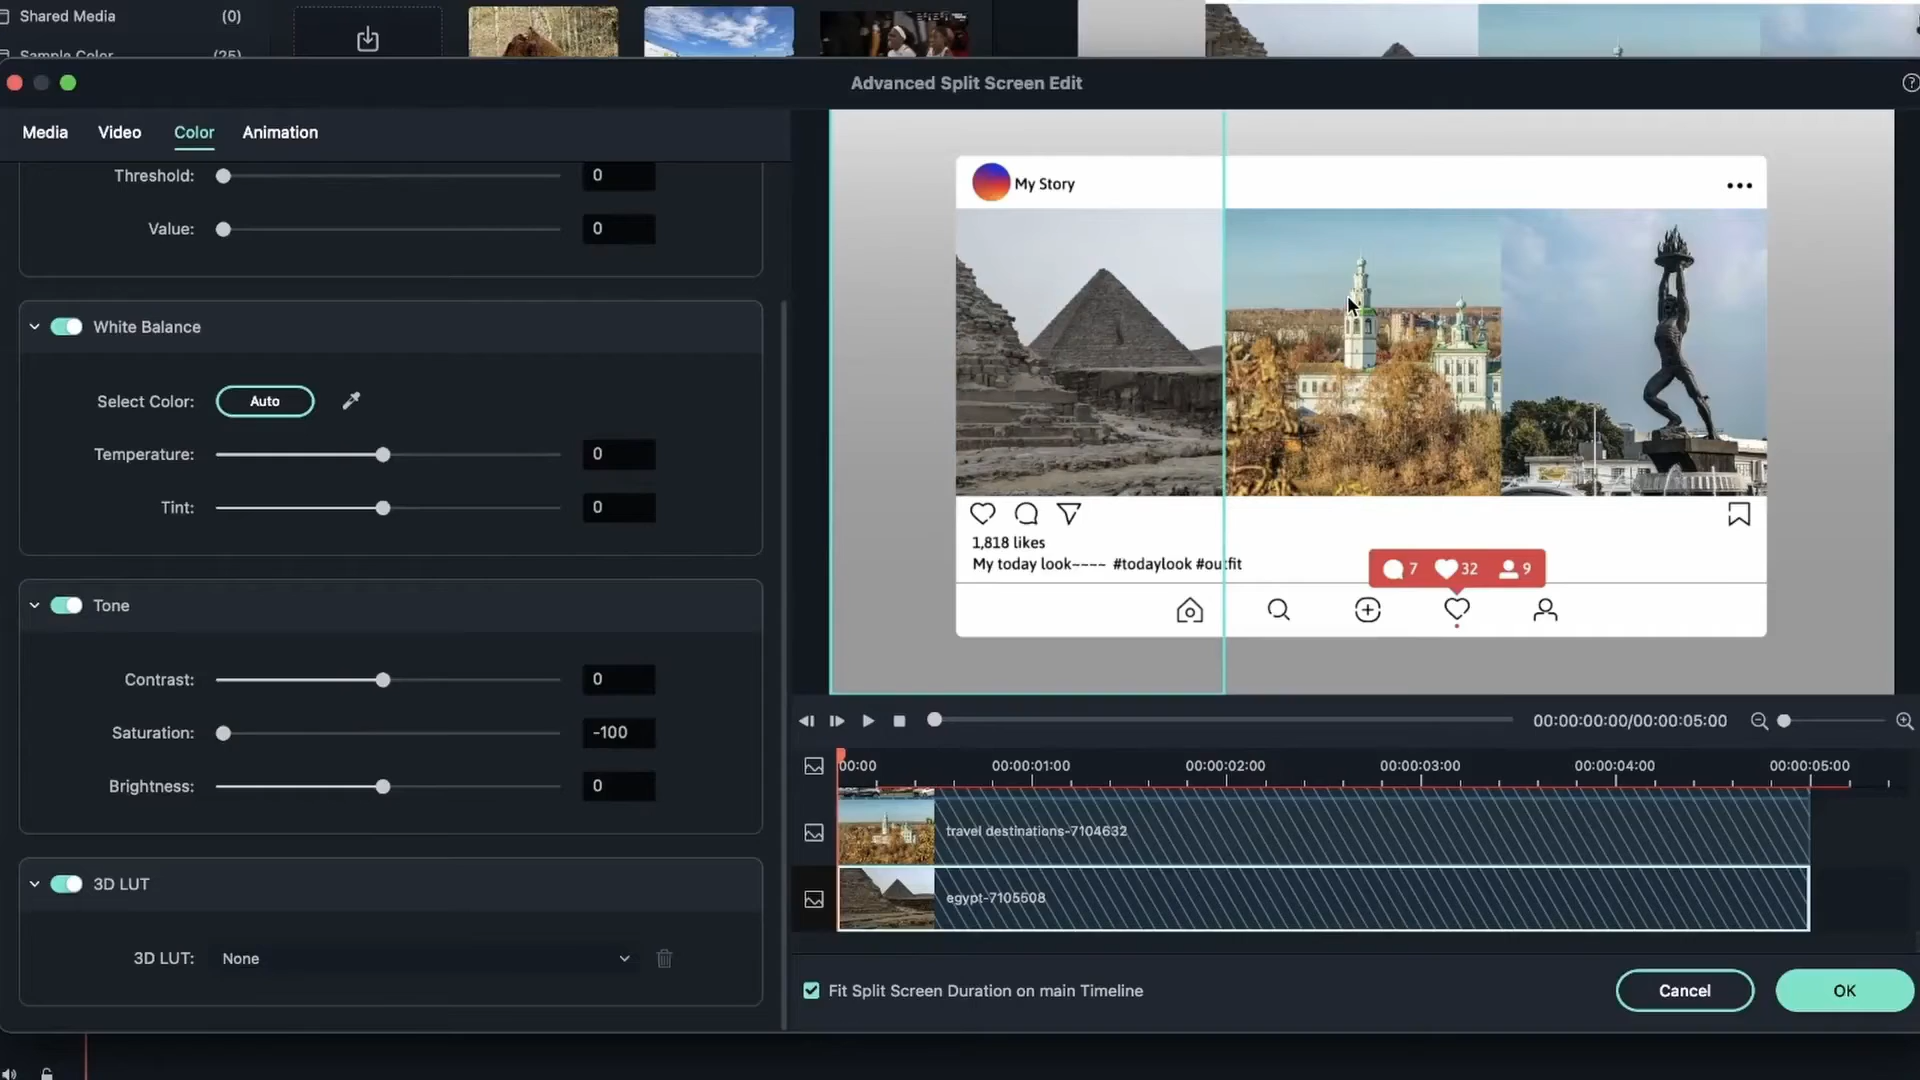 Shared Media (0)
Sample Color (25)
Advanced Split Screen Edit
Media Video Color Animation
Threshold: 0
Value: 0
White Balance
Select Color: Auto
Temperature: 0
Tint: 0
Tone
Contrast: 0
Saturation: -100
Brightness: 0
3D LUT
3D LUT: None
My Story
1,818 likes
My today look---- #todaylook #outfit
7 32 9
00:00:00:00/00:00:05:00
00:00 00:00:01:00 00:00:02:00 00:00:03:00 00:00:04:00 00:00:05:00
travel destinations-7104632
egypt-7105508
Fit Split Screen Duration on main Timeline
Cancel OK